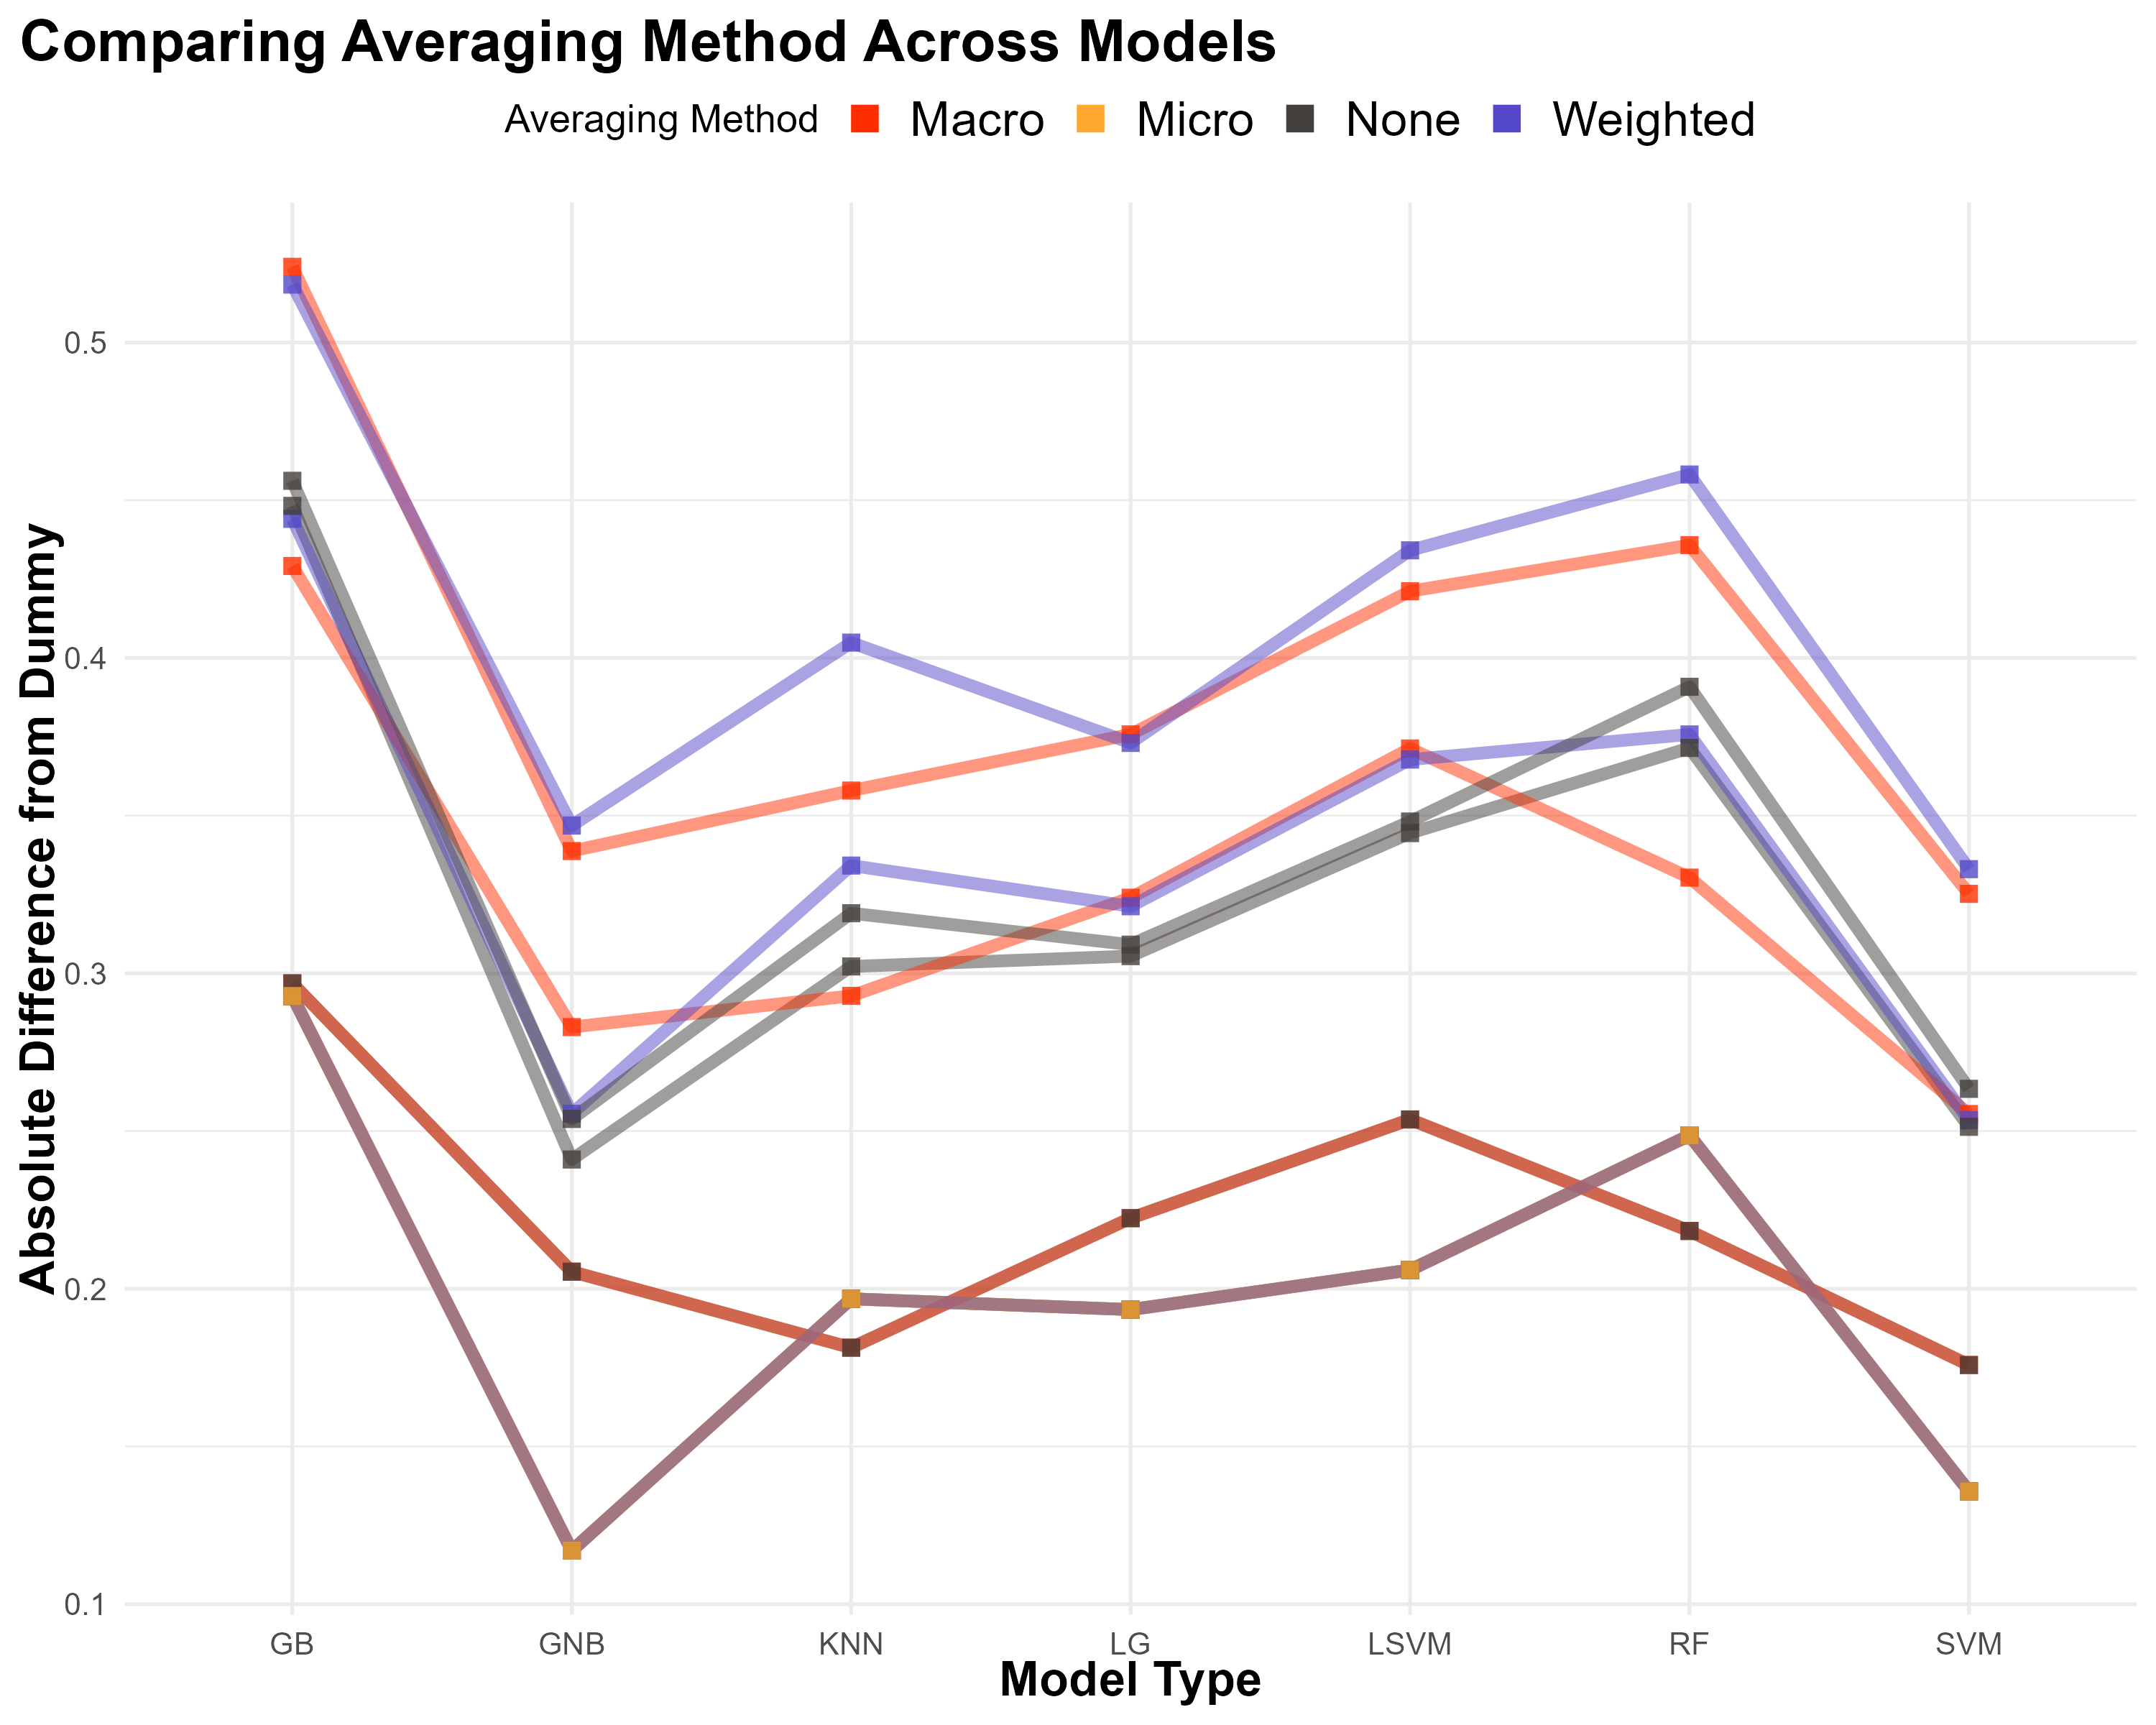 Comparing Averaging Method Across Models
Averaging Method Macro Micro None Weighted
Absolute Difference from Dummy
0.5
0.4
0.3
0.2
0.1
GB GNB KNN LG LSVM RF SVM
Model Type